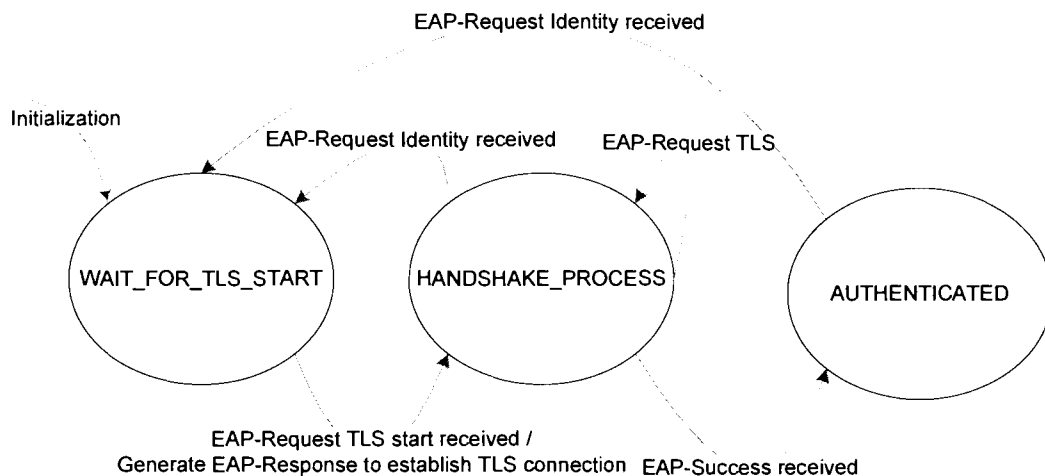 EAP-Request Identity received
Initialization
EAP-Request Identity received
EAP-Request TLS
WAIT_FOR_TLS_START
HANDSHAKE_PROCESS
AUTHENTICATED
EAP-Request TLS start received /
Generate EAP-Response to establish TLS connection
EAP-Success received